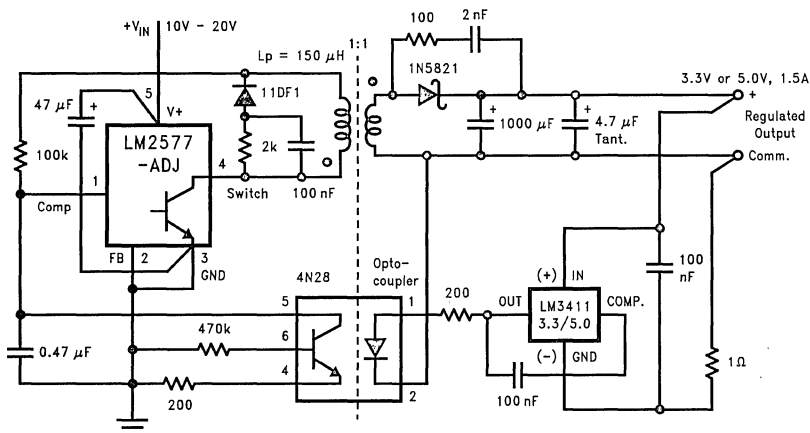 +VIN 10V – 20V
1:1
100
2 nF
Lp = 150 μH
1N5821
3.3V or 5.0V, 1.5A
+
Regulated
Output
Comm.
5
47 μF
+
V+
11DF1
+
1000 μF
+
4.7 μF
Tant.
LM2577
-ADJ
4
2k
100k
1
Comp
Switch
100 nF
FB
2
3
GND
4N28
Opto-
coupler
100
nF
(+) IN
5
1
200
OUT
LM3411
3.3/5.0
COMP.
470k
6
(–) GND
0.47 μF
4
2
200
100 nF
1Ω